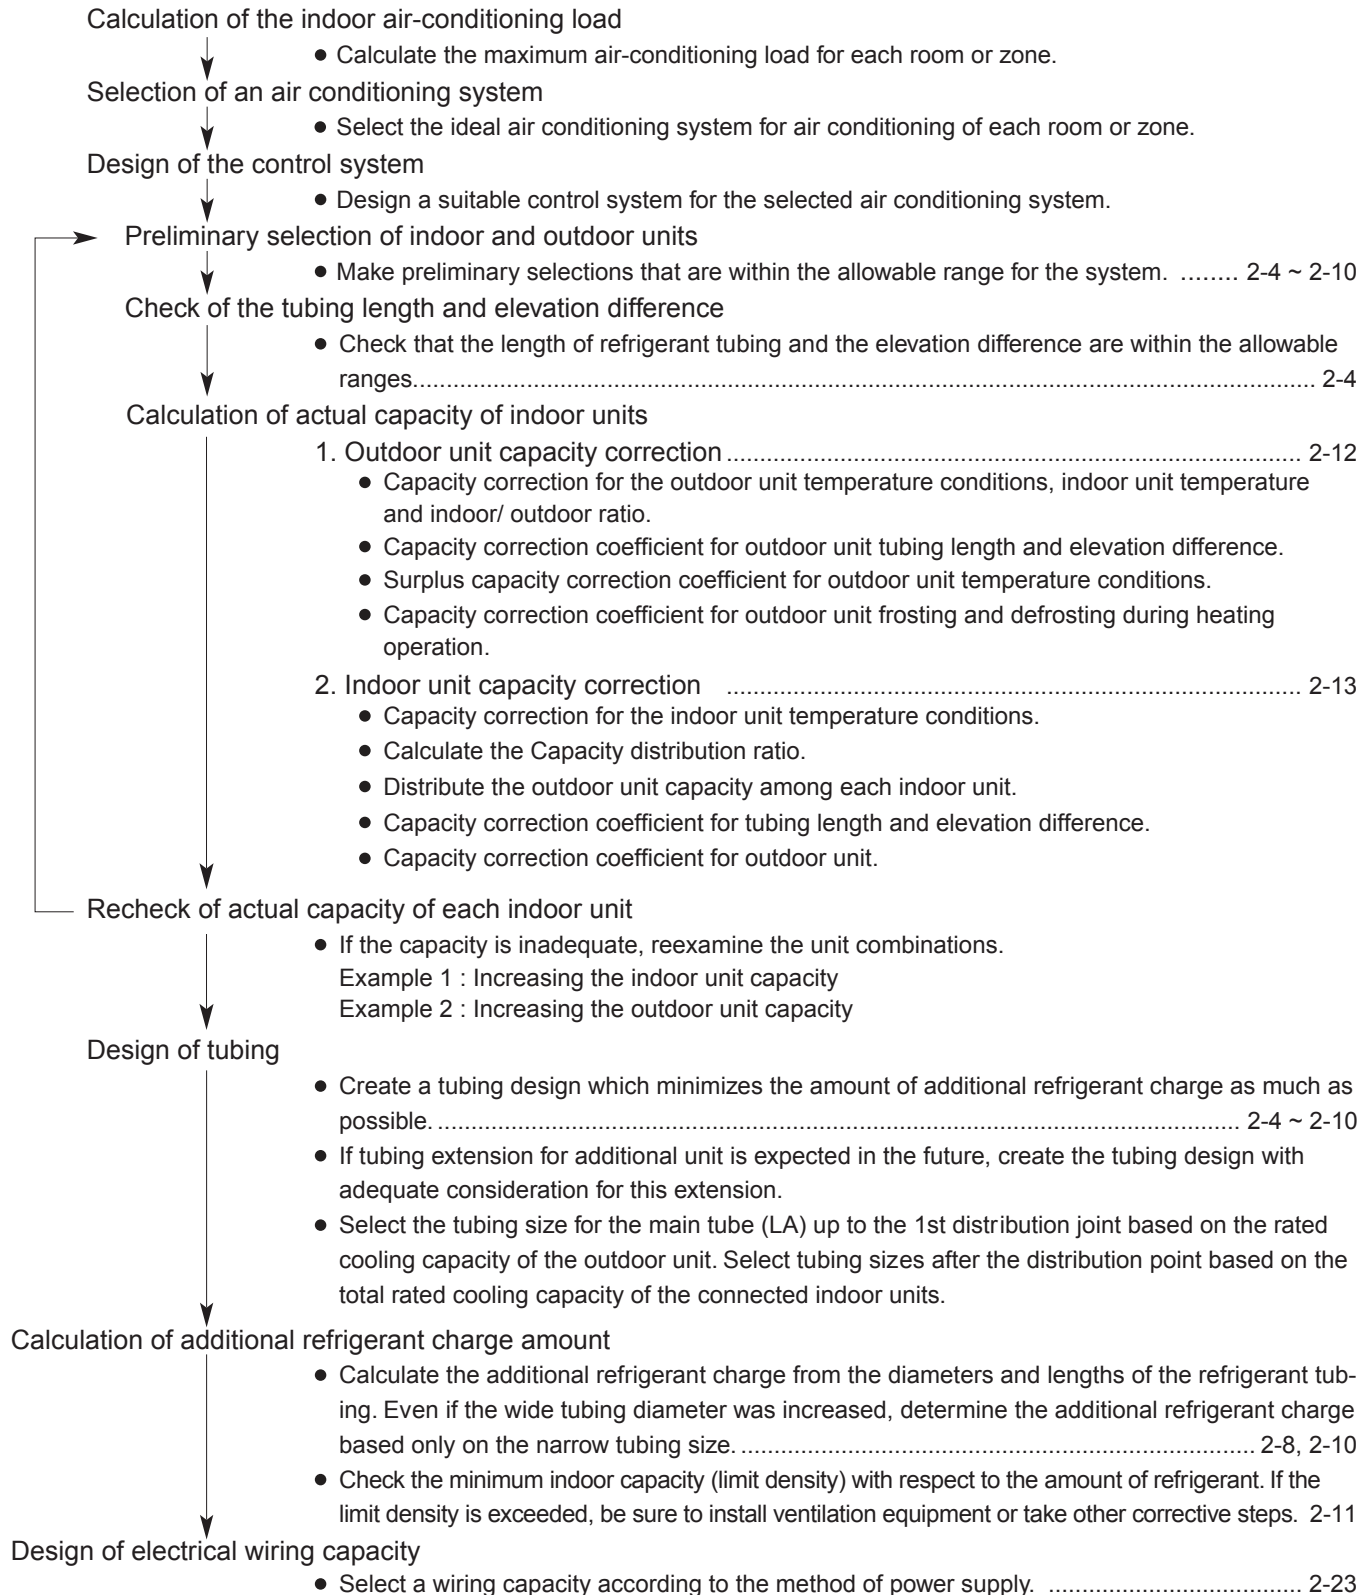 Calculation of the indoor air-conditioning load
● Calculate the maximum air-conditioning load for each room or zone.
Selection of an air conditioning system
● Select the ideal air conditioning system for air conditioning of each room or zone.
Design of the control system
● Design a suitable control system for the selected air conditioning system.
Preliminary selection of indoor and outdoor units
● Make preliminary selections that are within the allowable range for the system. ........ 2-4 ~ 2-10
Check of the tubing length and elevation difference
● Check that the length of refrigerant tubing and the elevation difference are within the allowable
ranges........ 2-4
Calculation of actual capacity of indoor units
1. Outdoor unit capacity correction ........ 2-12
● Capacity correction for the outdoor unit temperature conditions, indoor unit temperature
and indoor/ outdoor ratio.
● Capacity correction coefficient for outdoor unit tubing length and elevation difference.
● Surplus capacity correction coefficient for outdoor unit temperature conditions.
● Capacity correction coefficient for outdoor unit frosting and defrosting during heating
operation.
2. Indoor unit capacity correction ........ 2-13
● Capacity correction for the indoor unit temperature conditions.
● Calculate the Capacity distribution ratio.
● Distribute the outdoor unit capacity among each indoor unit.
● Capacity correction coefficient for tubing length and elevation difference.
● Capacity correction coefficient for outdoor unit.
Recheck of actual capacity of each indoor unit
● If the capacity is inadequate, reexamine the unit combinations.
Example 1 : Increasing the indoor unit capacity
Example 2 : Increasing the outdoor unit capacity
Design of tubing
● Create a tubing design which minimizes the amount of additional refrigerant charge as much as
possible. ........ 2-4 ~ 2-10
● If tubing extension for additional unit is expected in the future, create the tubing design with
adequate consideration for this extension.
● Select the tubing size for the main tube (LA) up to the 1st distribution joint based on the rated
cooling capacity of the outdoor unit. Select tubing sizes after the distribution point based on the
total rated cooling capacity of the connected indoor units.
Calculation of additional refrigerant charge amount
● Calculate the additional refrigerant charge from the diameters and lengths of the refrigerant tub-
ing. Even if the wide tubing diameter was increased, determine the additional refrigerant charge
based only on the narrow tubing size. ........ 2-8, 2-10
● Check the minimum indoor capacity (limit density) with respect to the amount of refrigerant. If the
limit density is exceeded, be sure to install ventilation equipment or take other corrective steps. 2-11
Design of electrical wiring capacity
● Select a wiring capacity according to the method of power supply. ........ 2-23